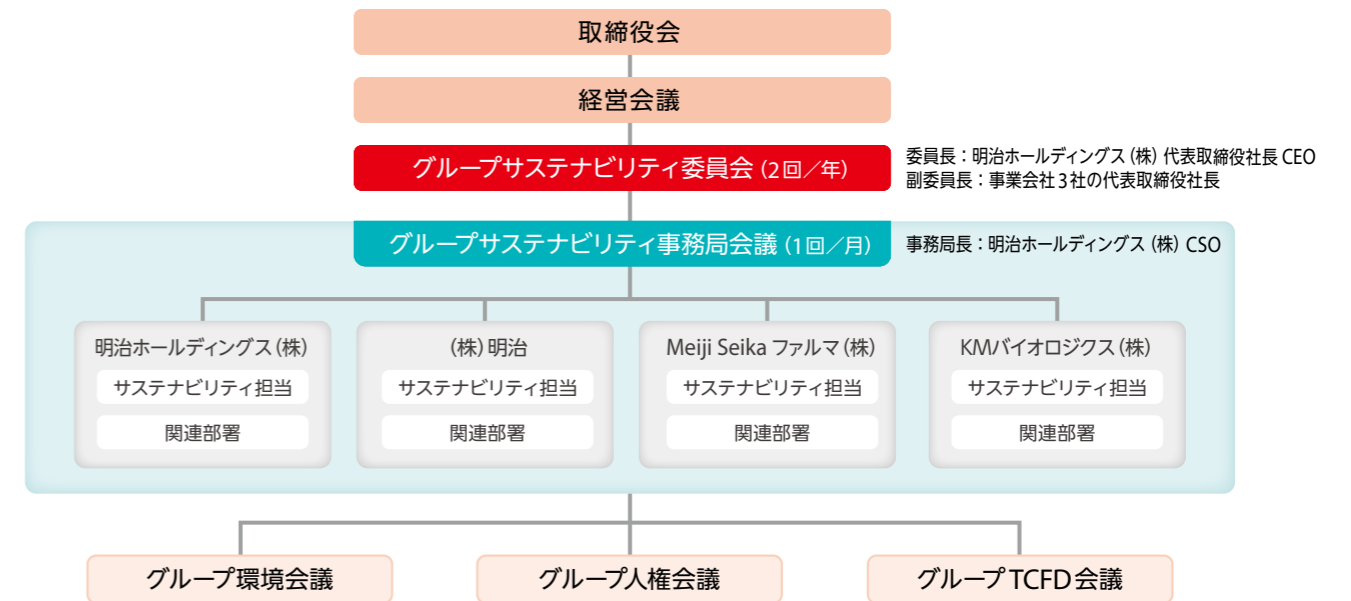 取締役会
経営会議
グループサステナビリティ委員会（2回／年）
委員長：明治ホールディングス（株）代表取締役社長 CEO
副委員長：事業会社3社の代表取締役社長
グループサステナビリティ事務局会議（1回／月）
事務局長：明治ホールディングス（株）CSO
明治ホールディングス（株）
サステナビリティ担当
関連部署
（株）明治
サステナビリティ担当
関連部署
Meiji Seika ファルマ（株）
サステナビリティ担当
関連部署
KMバイオロジクス（株）
サステナビリティ担当
関連部署
グループ環境会議
グループ人権会議
グループTCFD会議